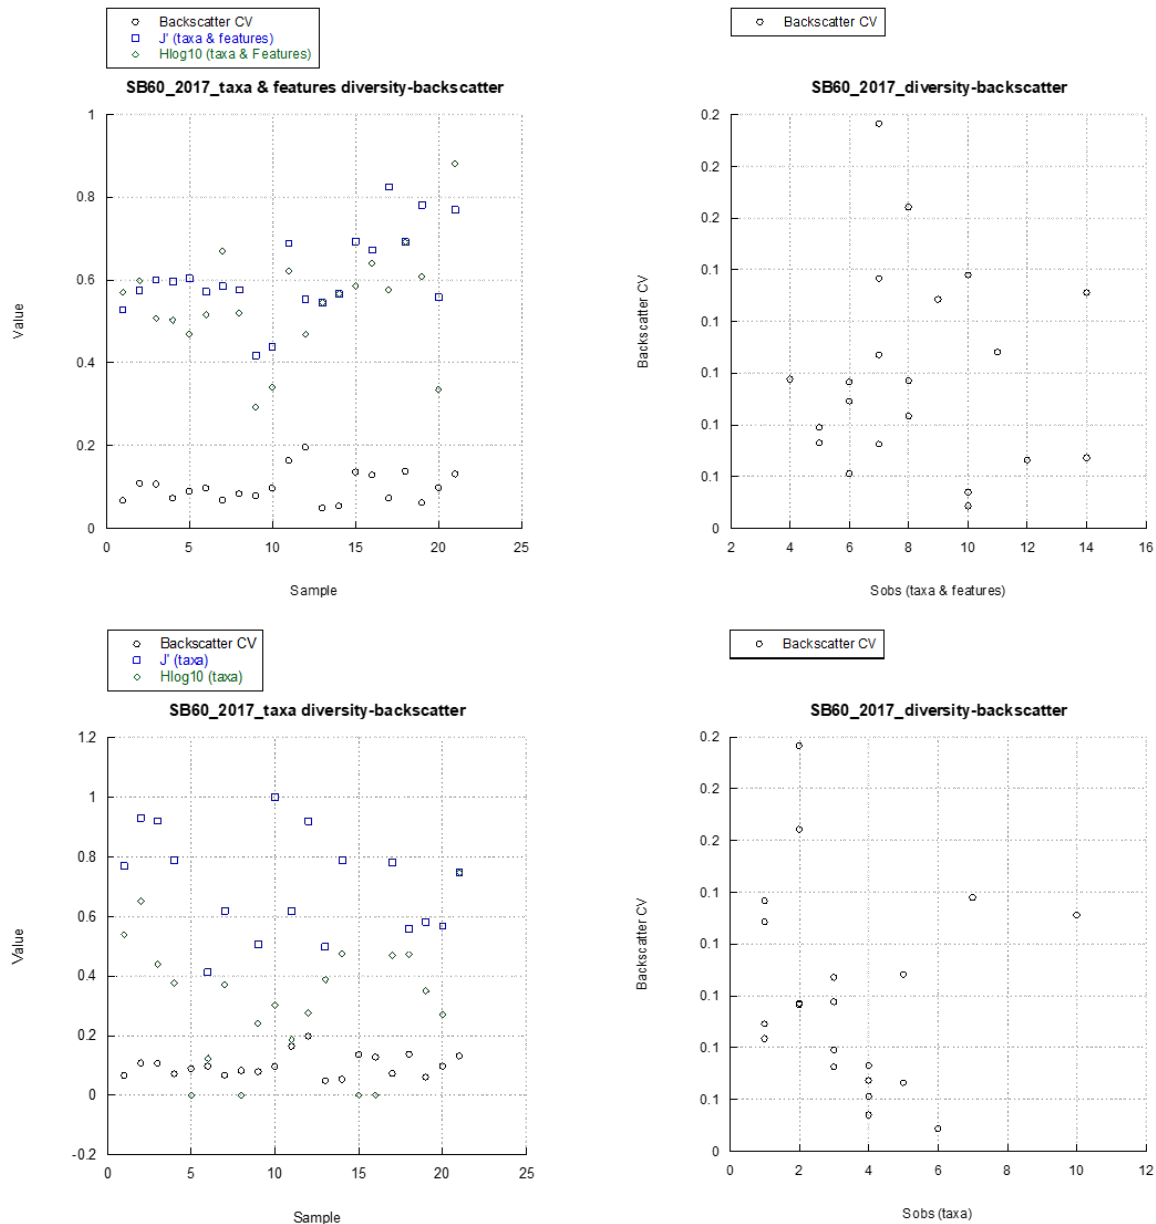 Backscatter CV
J' (taxa & features)
Hlog10 (taxa & Features)
SB60_2017_taxa & features diversity-backscatter
1
0.8
0.6
0.4
0.2
0
Value
0 5 10 15 20 25
Sample
Backscatter CV
SB60_2017_diversity-backscatter
0.2
0.2
0.2
0.1
0.1
0.1
0.1
0.1
0
Backscatter CV
2 4 6 8 10 12 14 16
Sobs (taxa & features)
Backscatter CV
J' (taxa)
Hlog10 (taxa)
SB60_2017_taxa diversity-backscatter
1.2
1
0.8
0.6
0.4
0.2
0
-0.2
Value
0 5 10 15 20 25
Sample
Backscatter CV
SB60_2017_diversity-backscatter
0.2
0.2
0.2
0.1
0.1
0.1
0.1
0.1
0
Backscatter CV
0 2 4 6 8 10 12
Sobs (taxa)